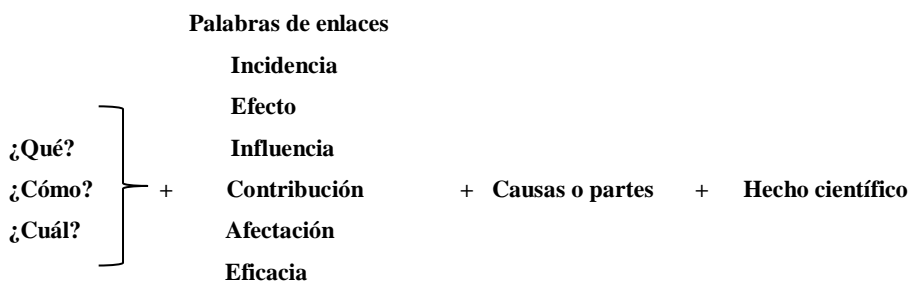 Palabras de enlaces
Incidencia
Efecto
¿Qué? Influencia
¿Cómo? + Contribución + Causas o partes + Hecho científico
¿Cuál? Afectación
Eficacia